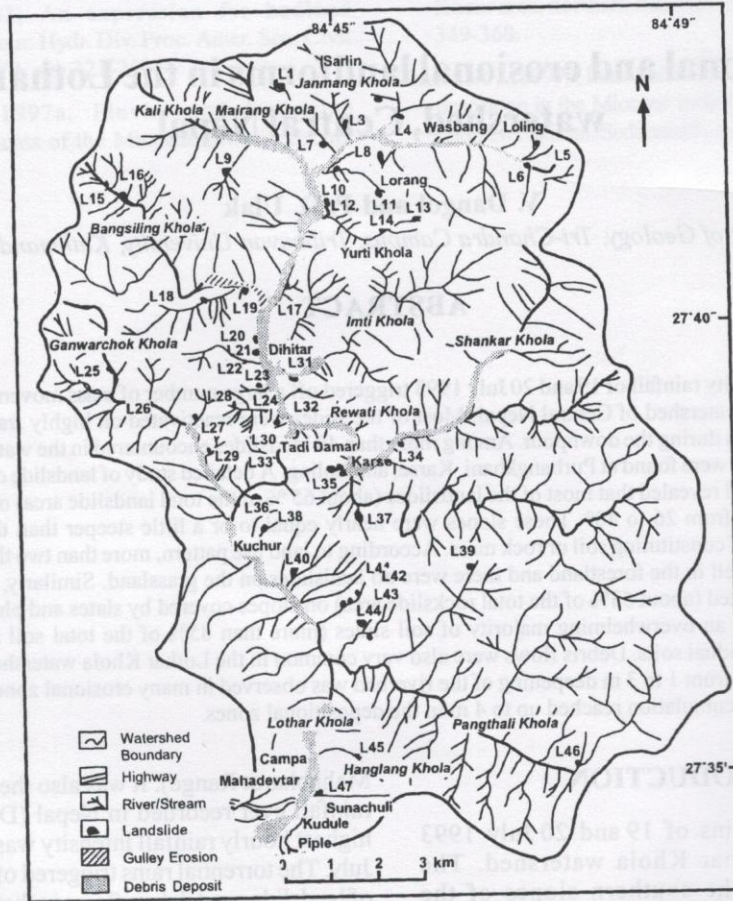 84°45'
84°49'
Sarlin
L1
Janmang Khola
N
Kali Khola
Mairang Khola
L3
L4
Wasbang
Loling
L7
L8
L5
L6
L9
L16
L15
Lorang
L10
L12
L11
L13
L14
Bangsiling Khola
Yurti Khola
L18
L19
L17
Imti Khola
27°40'
Ganwarchok Khola
Shankar Khola
L20
L21
Dihitar
L22
L31
L23
L25
L24
L28
L26
L32
Rewati Khola
L27
L30
Tadi Damar
L29
L34
L35
L36
L38
L37
Kuchur
L39
L40
L42
L43
Lothar Khola
Pangthali Khola
L45
L46
Hanglang Khola
Campa
Mahadevtar
27°35'
L47
Sunachuli
Piple
Watershed
Boundary
Highway
River/Stream
Landslide
Gulley Erosion
Debris Deposit
0 1 2 3 km